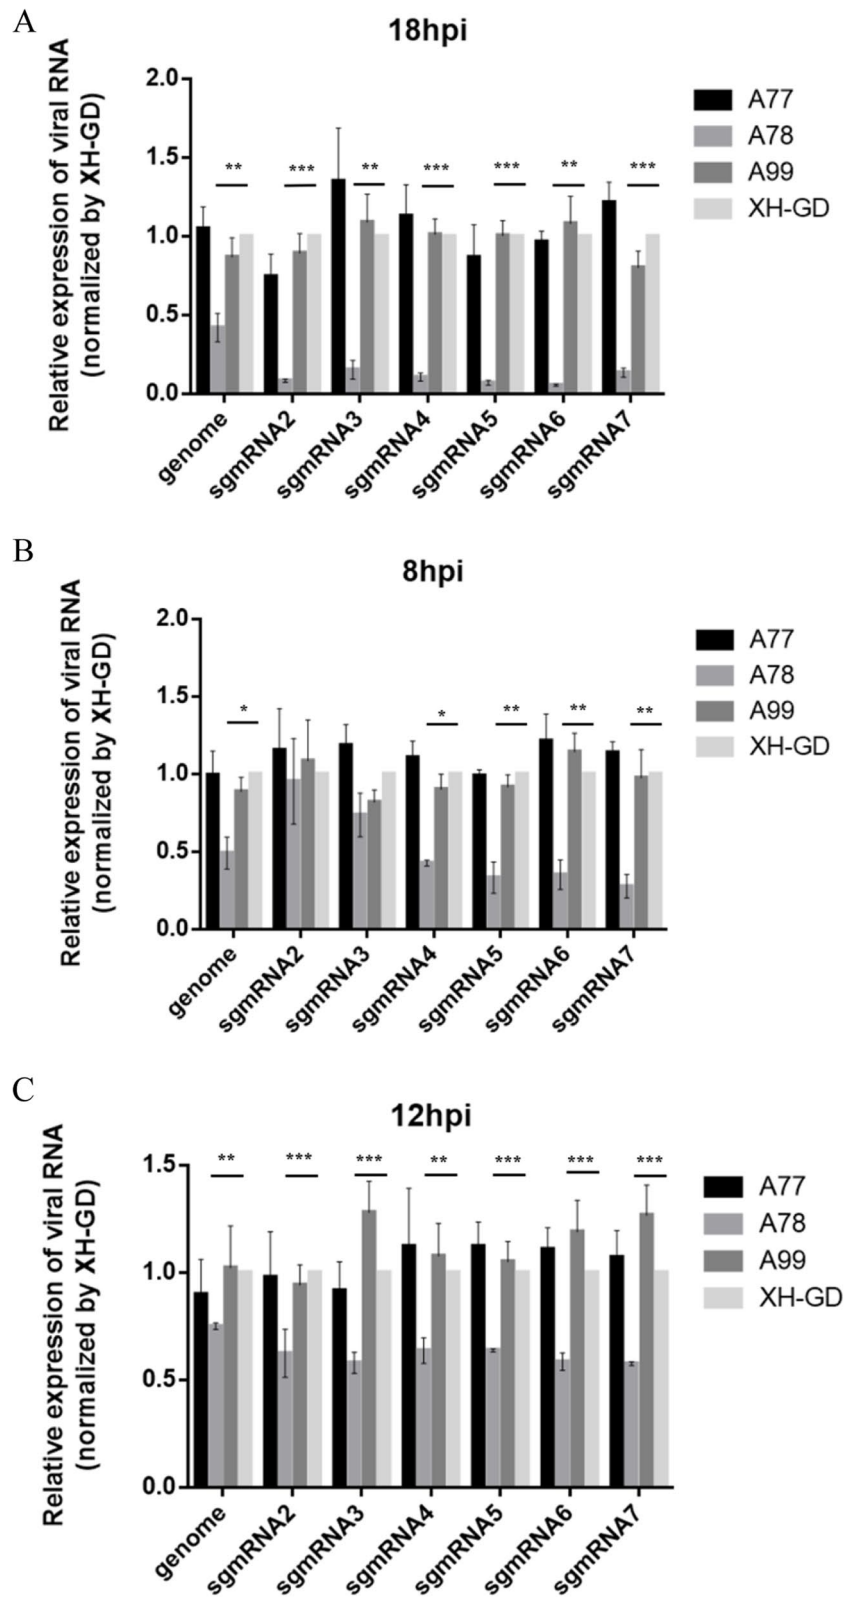 A
18hpi
Relative expression of viral RNA
(normalized by XH-GD)
2.0
1.5
1.0
0.5
0.0
** *** ** *** *** ** ***
A77
A78
A99
XH-GD
genome sgmRNA2 sgmRNA3 sgmRNA4 sgmRNA5 sgmRNA6 sgmRNA7
B
8hpi
Relative expression of viral RNA
(normalized by XH-GD)
2.0
1.5
1.0
0.5
0.0
* * ** ** **
A77
A78
A99
XH-GD
genome sgmRNA2 sgmRNA3 sgmRNA4 sgmRNA5 sgmRNA6 sgmRNA7
C
12hpi
Relative expression of viral RNA
(normalized by XH-GD)
1.5
1.0
0.5
0.0
** *** *** ** *** *** ***
A77
A78
A99
XH-GD
genome sgmRNA2 sgmRNA3 sgmRNA4 sgmRNA5 sgmRNA6 sgmRNA7